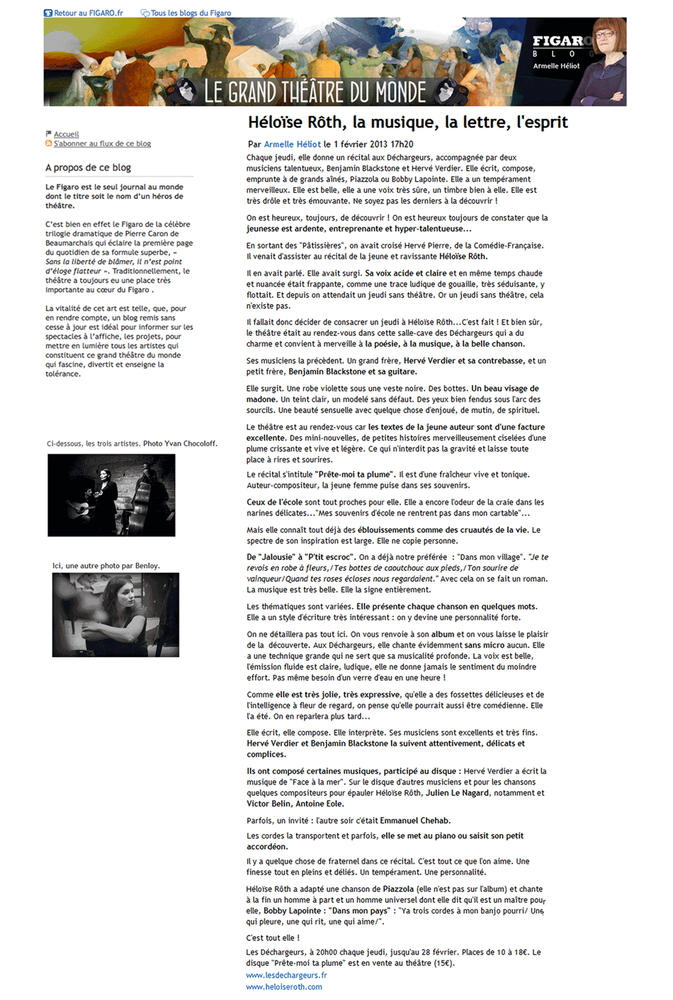 Retour au FIGARO.fr
Tous les blogs du Figaro
FIGARO
BLOG
Armelle Héliot
LE GRAND THÉÂTRE DU MONDE
Accueil
S'abonner au flux de ce blog
A propos de ce blog
Le Figaro est le seul journal au monde
dont le titre soit le nom d'un héros de
théâtre.
C'est bien en effet le Figaro de la célèbre
trilogie dramatique de Pierre Caron de
Beaumarchais qui éclaire la première page
du quotidien de sa formule superbe, «
Sans la liberté de blâmer, il n'est point
d'éloge flatteur ». Traditionnellement, le
théâtre a toujours eu une place très
importante au cœur du Figaro .
La vitalité de cet art est telle, que, pour
en rendre compte, un blog remis sans
cesse à jour est idéal pour informer sur les
spectacles à l'affiche, les projets, pour
mettre en lumière tous les artistes qui
constituent ce grand théâtre du monde
qui fascine, divertit et enseigne la
tolérance.
Ci-dessous, les trois artistes. Photo Yvan Chocoloff.
Ici, une autre photo par Benloy.
Héloïse Rôth, la musique, la lettre, l'esprit
Par Armelle Héliot le 1 février 2013 17h20
Chaque jeudi, elle donne un récital aux Déchargeurs, accompagnée par deux
musiciens talentueux, Benjamin Blackstone et Hervé Verdier. Elle écrit, compose,
emprunte à de grands aînés, Piazzola ou Bobby Lapointe. Elle a un tempérament
merveilleux. Elle est belle, elle a une voix très sûre, un timbre bien à elle. Elle est
très drôle et très émouvante. Ne soyez pas les derniers à la découvrir !
On est heureux, toujours, de découvrir ! On est heureux toujours de constater que la
jeunesse est ardente, entreprenante et hyper-talentueuse...
En sortant des "Pâtissières", on avait croisé Hervé Pierre, de la Comédie-Française.
Il venait d'assister au récital de la jeune et ravissante Héloïse Rôth.
Il en avait parlé. Elle avait surgi. Sa voix acide et claire et en même temps chaude
et nuancée était frappante, comme une trace ludique de gouaille, très séduisante, y
flottait. Et depuis on attendait un jeudi sans théâtre. Or un jeudi sans théâtre, cela
n'existe pas.
Il fallait donc décider de consacrer un jeudi à Héloïse Rôth...C'est fait ! Et bien sûr,
le théâtre était au rendez-vous dans cette salle-cave des Déchargeurs qui a du
charme et convient à merveille à la poésie, à la musique, à la belle chanson.
Ses musiciens la précèdent. Un grand frère, Hervé Verdier et sa contrebasse, et un
petit frère, Benjamin Blackstone et sa guitare.
Elle surgit. Une robe violette sous une veste noire. Des bottes. Un beau visage de
madone. Un teint clair, un modelé sans défaut. Des yeux bien fendus sous l'arc des
sourcils. Une beauté sensuelle avec quelque chose d'enjoué, de mutin, de spirituel.
Le théâtre est au rendez-vous car les textes de la jeune auteur sont d'une facture
excellente. Des mini-nouvelles, de petites histoires merveilleusement ciselées d'une
plume crissante et vive et légère. Ce qui n'interdit pas la gravité et laisse toute
place à rires et sourires.
Le récital s'intitule "Prête-moi ta plume". Il est d'une fraîcheur vive et tonique.
Auteur-compositeur, la jeune femme puise dans ses souvenirs.
Ceux de l'école sont tout proches pour elle. Elle a encore l'odeur de la craie dans les
narines délicates..."Mes souvenirs d'école ne rentrent pas dans mon cartable"...
Mais elle connaît tout déjà des éblouissements comme des cruautés de la vie. Le
spectre de son inspiration est large. Elle ne copie personne.
De "Jalousie" à "P'tit escroc". On a déjà notre préférée : "Dans mon village". "Je te
revois en robe à fleurs,/Tes bottes de caoutchouc aux pieds,/Ton sourire de
vainqueur/Quand tes roses écloses nous regardaient." Avec cela on se fait un roman.
La musique est très belle. Elle la signe entièrement.
Les thématiques sont variées. Elle présente chaque chanson en quelques mots.
Elle a un style d'écriture très intéressant : on y devine une personnalité forte.
On ne détaillera pas tout ici. On vous renvoie à son album et on vous laisse le plaisir
de la découverte. Aux Déchargeurs, elle chante évidemment sans micro aucun. Elle
a une technique grande qui ne sert que sa musicalité profonde. La voix est belle,
l'émission fluide est claire, ludique, elle ne donne jamais le sentiment du moindre
effort. Pas même besoin d'un verre d'eau en une heure !
Comme elle est très jolie, très expressive, qu'elle a des fossettes délicieuses et de
l'intelligence à fleur de regard, on pense qu'elle pourrait aussi être comédienne. Elle
l'a été. On en reparlera plus tard...
Elle écrit, elle compose. Elle interprète. Ses musiciens sont excellents et très fins.
Hervé Verdier et Benjamin Blackstone la suivent attentivement, délicats et
complices.
Ils ont composé certaines musiques, participé au disque : Hervé Verdier a écrit la
musique de "Face à la mer". Sur le disque d'autres musiciens et pour les chansons
quelques compositeurs pour épauler Héloïse Rôth, Julien Le Nagard, notamment et
Victor Belin, Antoine Eole.
Parfois, un invité : l'autre soir c'était Emmanuel Chehab.
Les cordes la transportent et parfois, elle se met au piano ou saisit son petit
accordéon.
Il y a quelque chose de fraternel dans ce récital. C'est tout ce que l'on aime. Une
finesse tout en pleins et déliés. Un tempérament. Une personnalité.
Héloïse Rôth a adapté une chanson de Piazzola (elle n'est pas sur l'album) et chante
à la fin un homme à part et un homme universel dont elle dit qu'il est un maître pour
elle, Bobby Lapointe : "Dans mon pays" : "Ya trois cordes à mon banjo pourri/ Une
qui pleure, une qui rit, une qui aime/".
C'est tout elle !
Les Déchargeurs, à 20h00 chaque jeudi, jusqu'au 28 février. Places de 10 à 18€. Le
disque "Prête-moi ta plume" est en vente au théâtre (15€).
www.lesdechargeurs.fr
www.heloiseroth.com